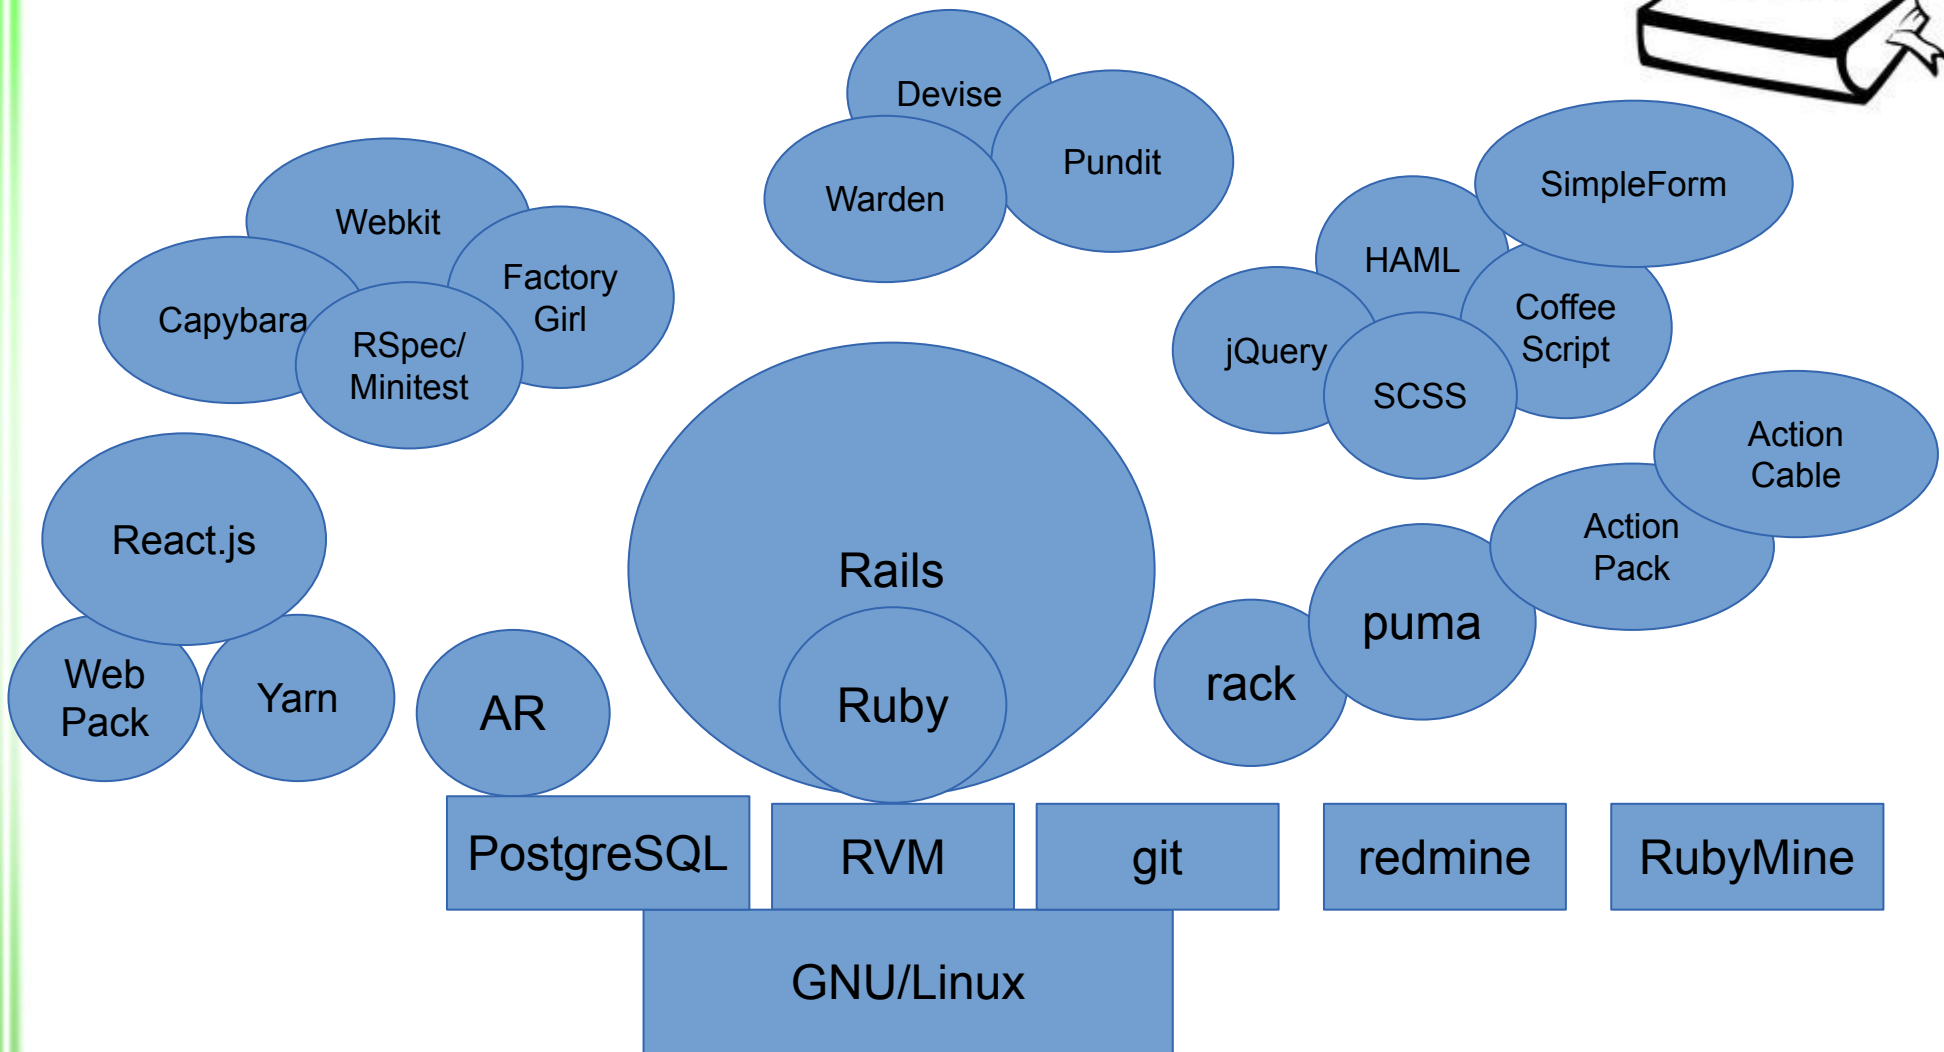 Devise
Pundit
Warden
SimpleForm
Webkit
Factory
Girl
Capybara
RSpec/
Minitest
HAML
Coffee
Script
jQuery
SCSS
Action
Cable
Action
Pack
React.js
Rails
puma
rack
Web
Pack
Yarn
AR
Ruby
PostgreSQL
RVM
git
redmine
RubyMine
GNU/Linux